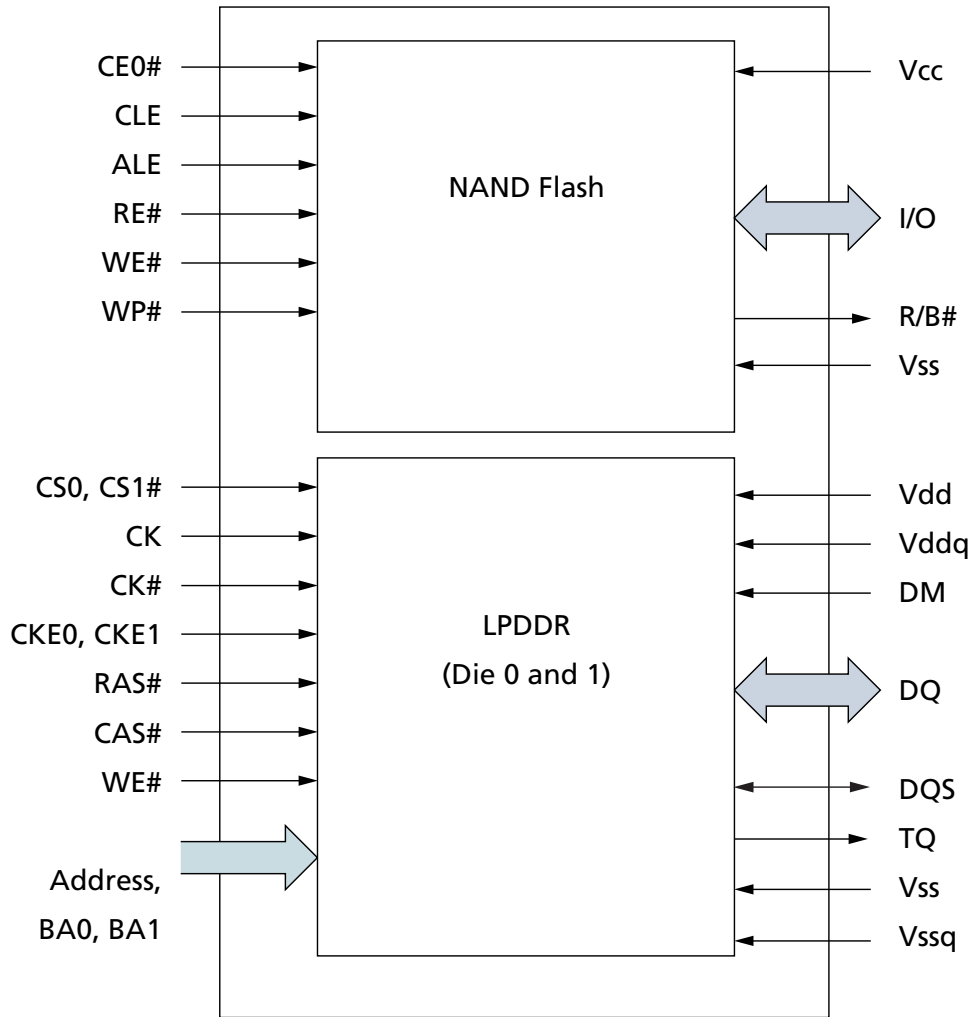 CE0#
CLE
ALE
RE#
WE#
WP#
NAND Flash
Vcc
I/O
R/B#
Vss
CS0, CS1#
CK
CK#
CKE0, CKE1
RAS#
CAS#
WE#
Address,
BA0, BA1
LPDDR
(Die 0 and 1)
Vdd
Vddq
DM
DQ
DQS
TQ
Vss
Vssq